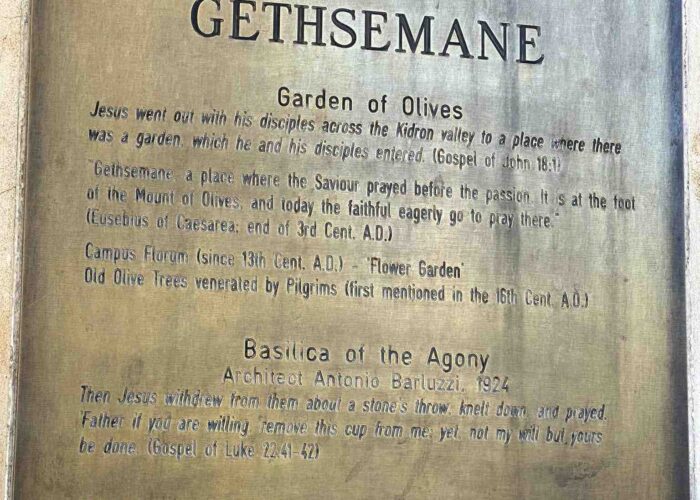 GETHSEMANE
Garden of Olives
Jesus went out with his disciples across the Kidron valley to a place where there
was a garden, which he and his disciples entered. (Gospel of John 18:1)
"Gethsemane, a place where the Saviour prayed before the passion. It is at the foot
of the Mount of Olives, and today the faithful eagerly go to pray there."
(Eusebius of Caesarea; end of 3rd Cent. A.D.)
Campus Florum (since 13th Cent. A.D.) - "Flower Garden"
Old Olive Trees venerated by Pilgrims (first mentioned in the 16th Cent. A.D.)
Basilica of the Agony
Architect Antonio Barluzzi, 1924
Then Jesus withdrew from them about a stone's throw, knelt down, and prayed,
"Father if you are willing, remove this cup from me; yet, not my will but, yours
be done. (Gospel of Luke 22:41-42)